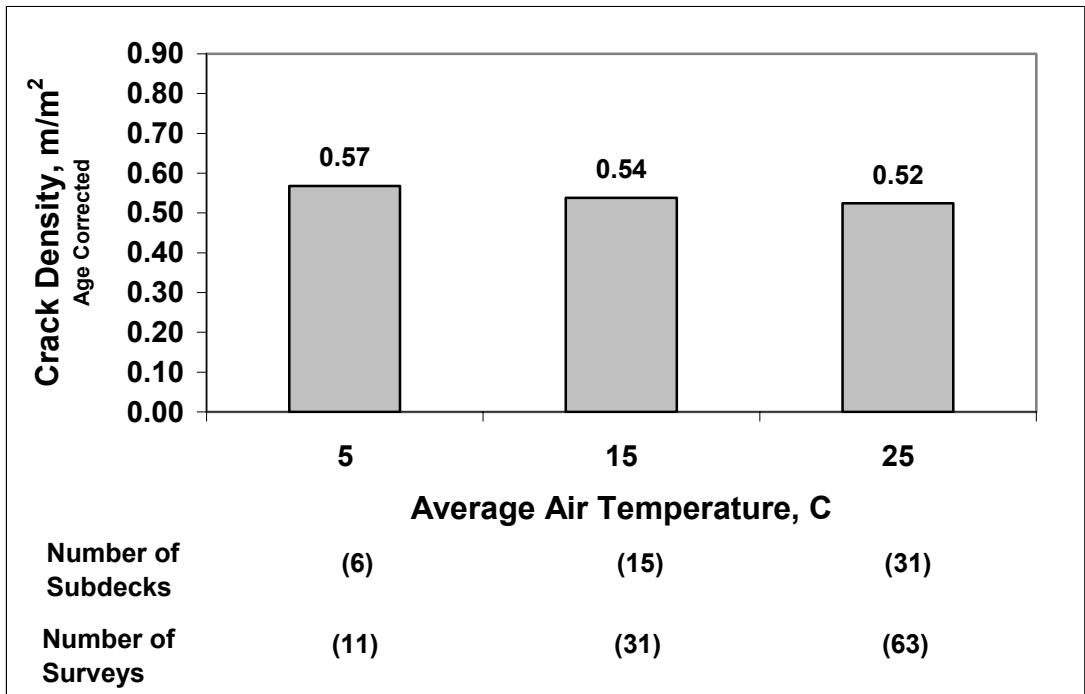 Crack Density, m/m²
Age Corrected
0.90
0.80
0.70
0.60
0.50
0.40
0.30
0.20
0.10
0.00
0.57
0.54
0.52
5 15 25
Average Air Temperature, C
Number of
Subdecks
(6) (15) (31)
Number of
Surveys
(11) (31) (63)